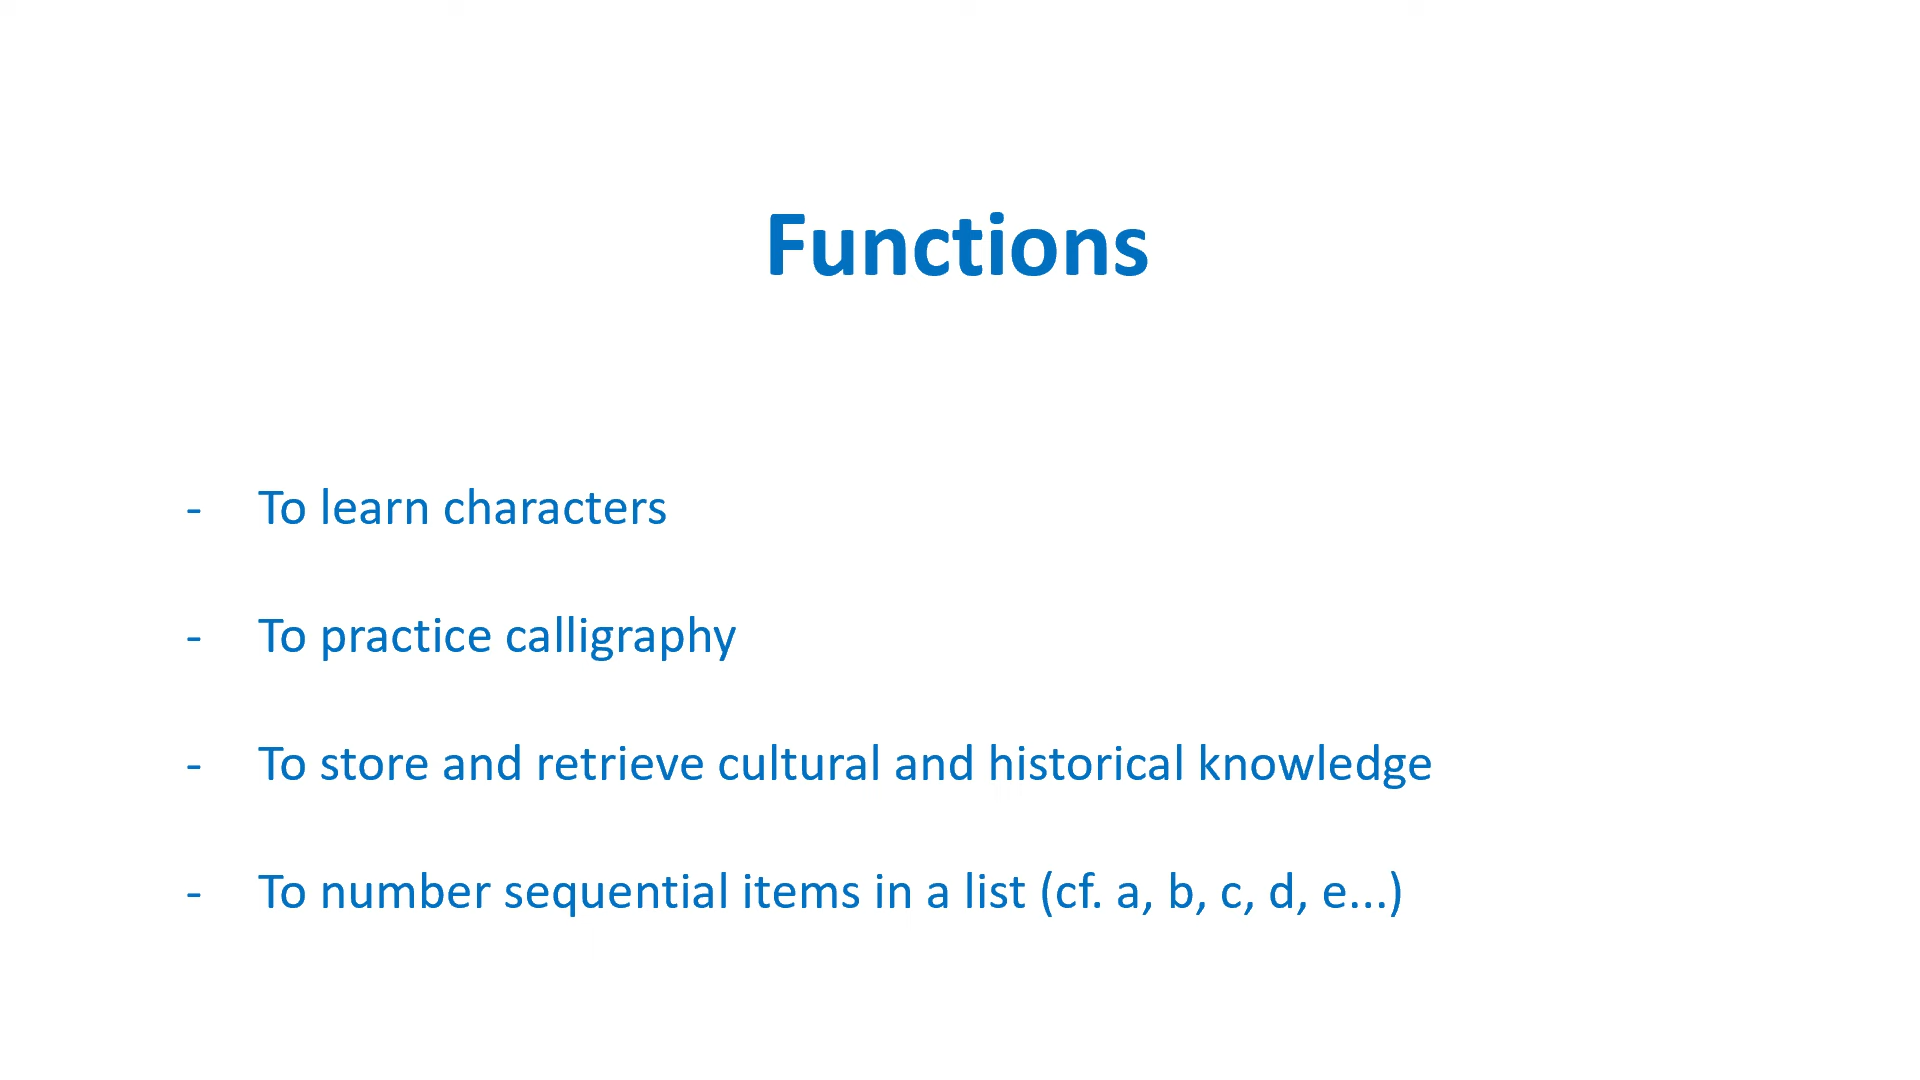 Functions
- To learn characters
- To practice calligraphy
- To store and retrieve cultural and historical knowledge
- To number sequential items in a list (cf. a, b, c, d, e...)